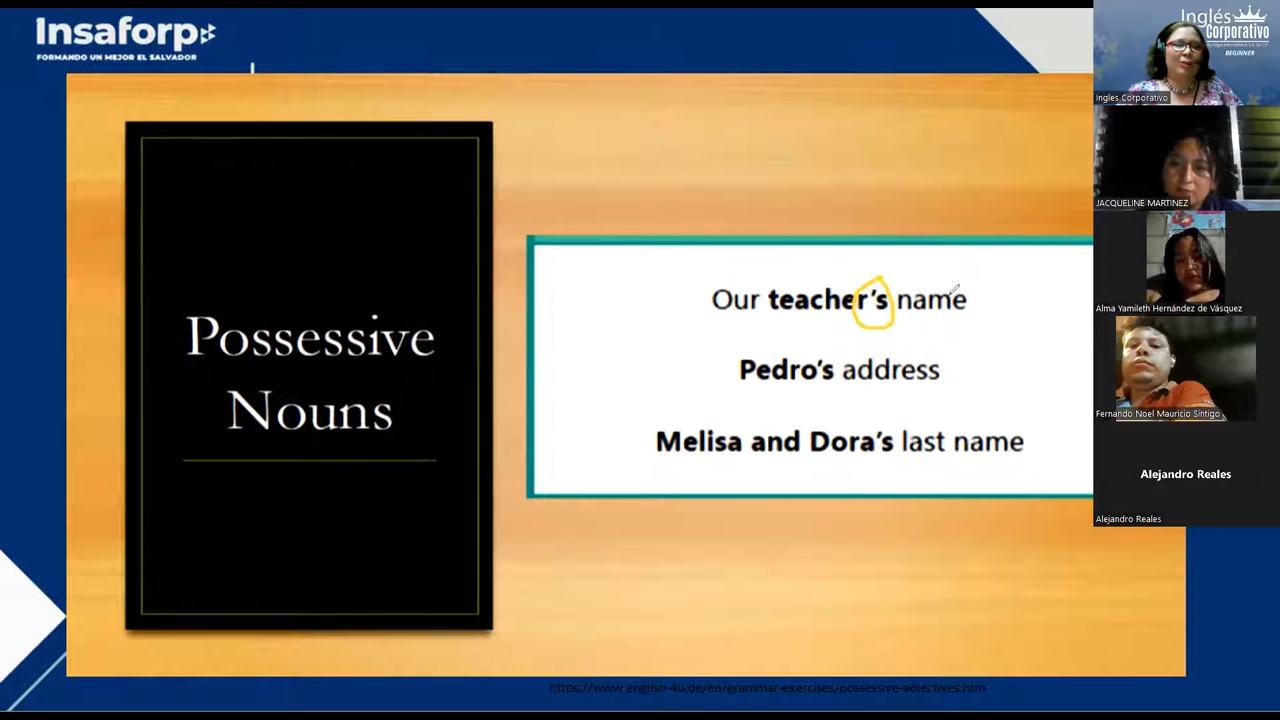 Insaforp
FORMANDO UN MEJOR EL SALVADOR
Possessive
Nouns
Our teacher's name
Pedro's address
Melisa and Dora's last name
https://www.english-4u.de/en/grammar-exercises/possessive-adjectives.htm
Inglés
Corporativo
BEGINNER
Ingles Corporativo
JACQUELINE MARTINEZ
Alma Yamileth Hernández de Vásquez
Fernando Noel Mauricio Sintigo
Alejandro Reales
Alejandro Reales